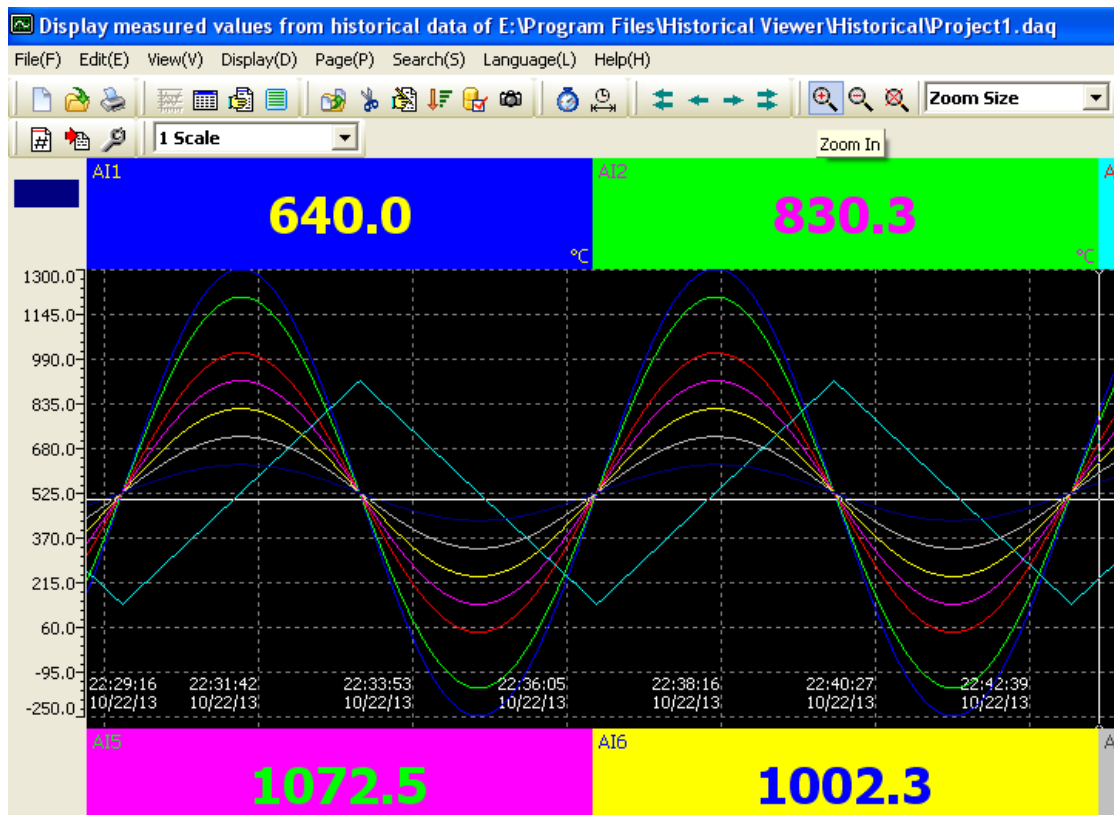 Display measured values from historical data of E:\Program Files\Historical Viewer\Historical\Project1.daq
File(F) Edit(E) View(V) Display(D) Page(P) Search(S) Language(L) Help(H)
Zoom Size
1 Scale
Zoom In
AI1
640.0
°C
AI2
830.3
°C
A
1300.0
1145.0
990.0
835.0
680.0
525.0
370.0
215.0
60.0
-95.0
-250.0
22:29:16 22:31:42 22:33:53 22:36:05 22:38:16 22:40:27 22:42:39
10/22/13 10/22/13 10/22/13 10/22/13 10/22/13 10/22/13 10/22/13
AI5
1072.5
AI6
1002.3
A